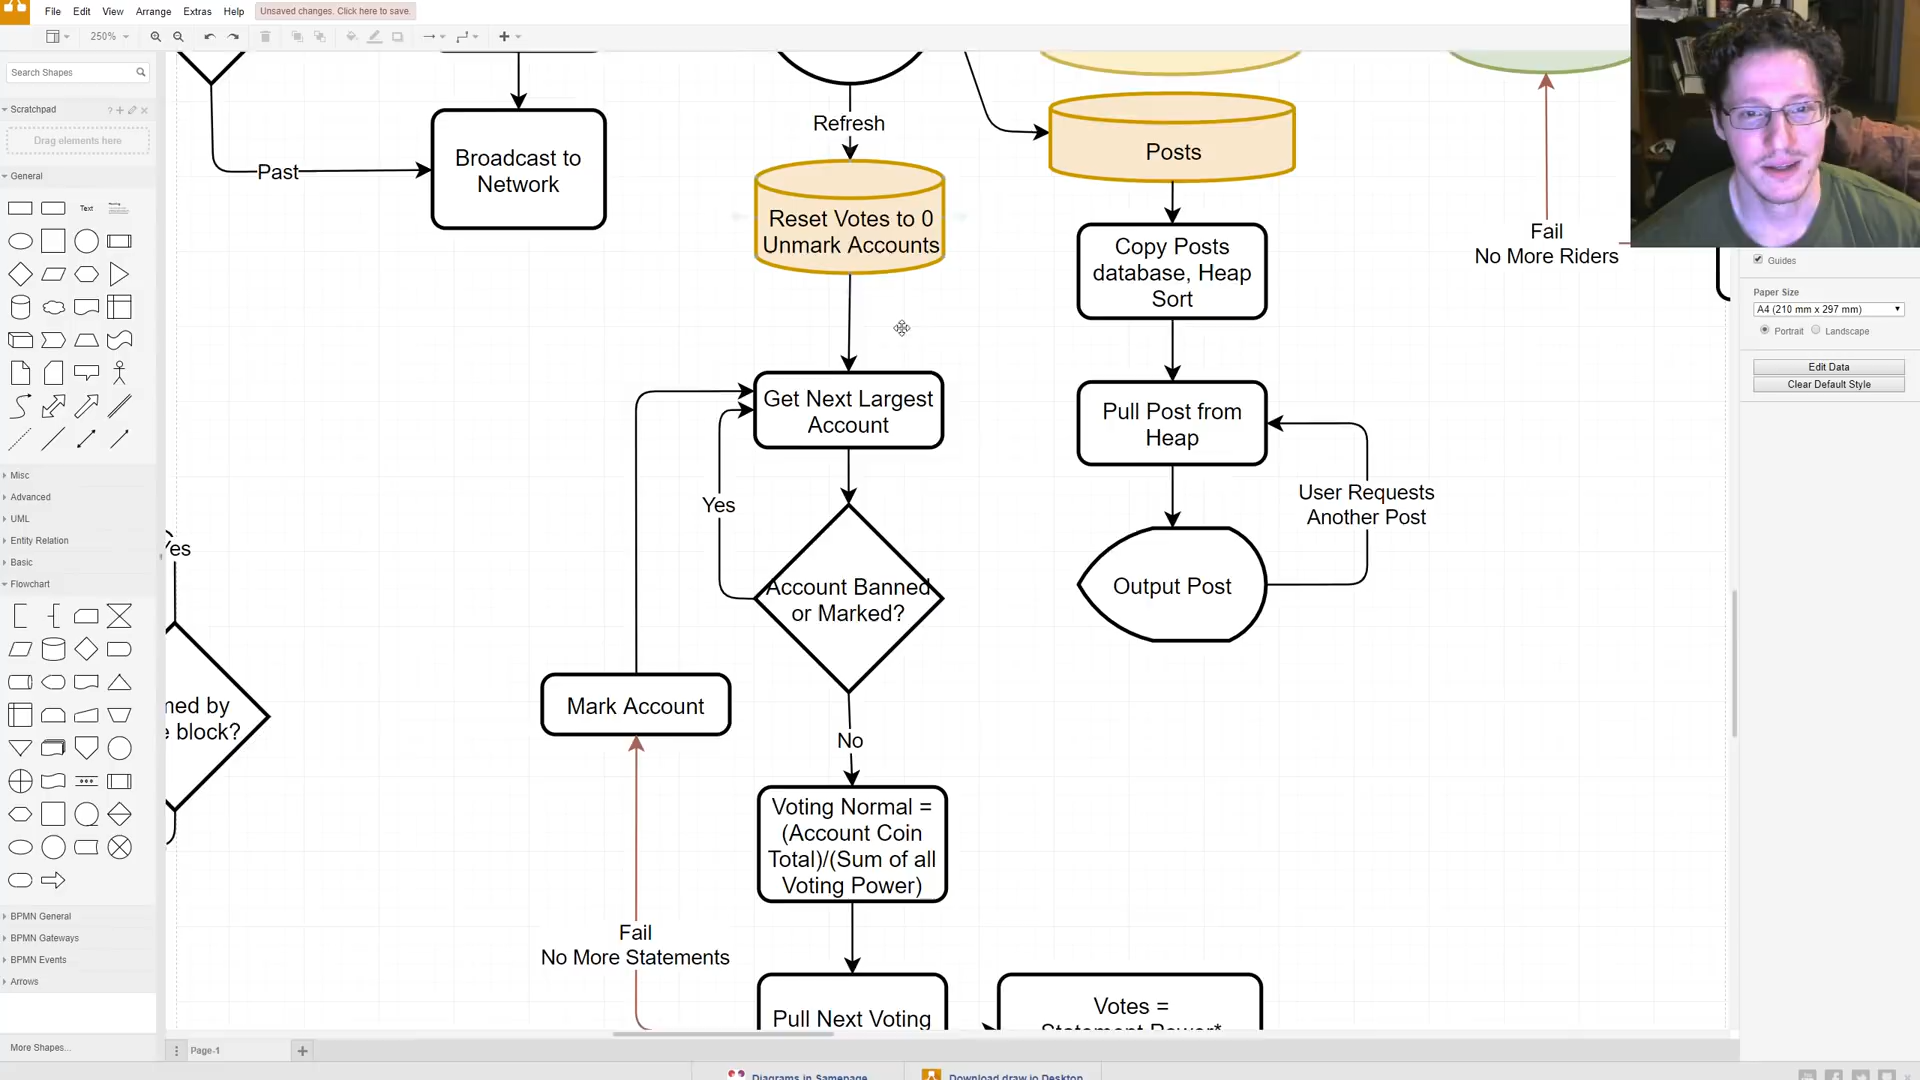 File Edit View Arrange Extras Help Unsaved changes. Click here to save.
250%
Search Shapes
Scratchpad
Drag elements here
General
Text
Misc
Advanced
UML
Entity Relation
Basic
Flowchart
BPMN General
BPMN Gateways
BPMN Events
Arrows
More Shapes...
Past
Broadcast to
Network
Yes
med by
block?
Refresh
Reset Votes to 0
Unmark Accounts
Get Next Largest
Account
Yes
Account Banned
or Marked?
Mark Account
No
Voting Normal =
(Account Coin
Total)/(Sum of all
Voting Power)
Fail
No More Statements
Pull Next Voting
Votes =
Statement Power*
Posts
Copy Posts
database, Heap
Sort
Pull Post from
Heap
User Requests
Another Post
Output Post
Fail
No More Riders
Guides
Paper Size
A4 (210 mm x 297 mm)
Portrait Landscape
Edit Data
Clear Default Style
Page-1
Diagrams in Samepage
Download draw.io Desktop